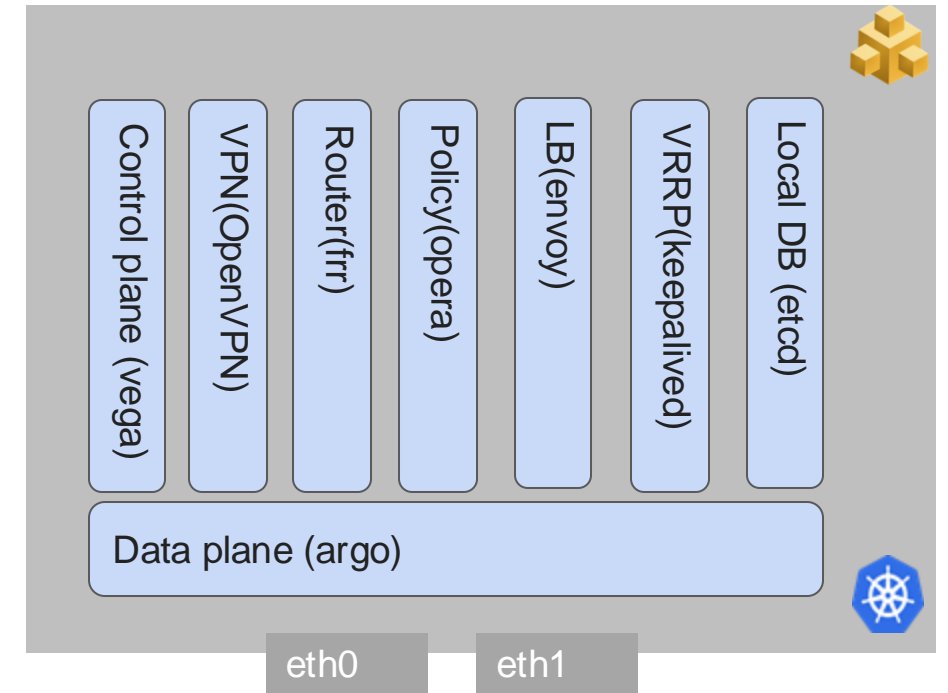 Control plane (vega)
VPN(OpenVPN)
Router(frr)
Policy(opera)
LB(envoy)
VRRP(keepalived)
Local DB (etcd)
Data plane (argo)
eth0
eth1